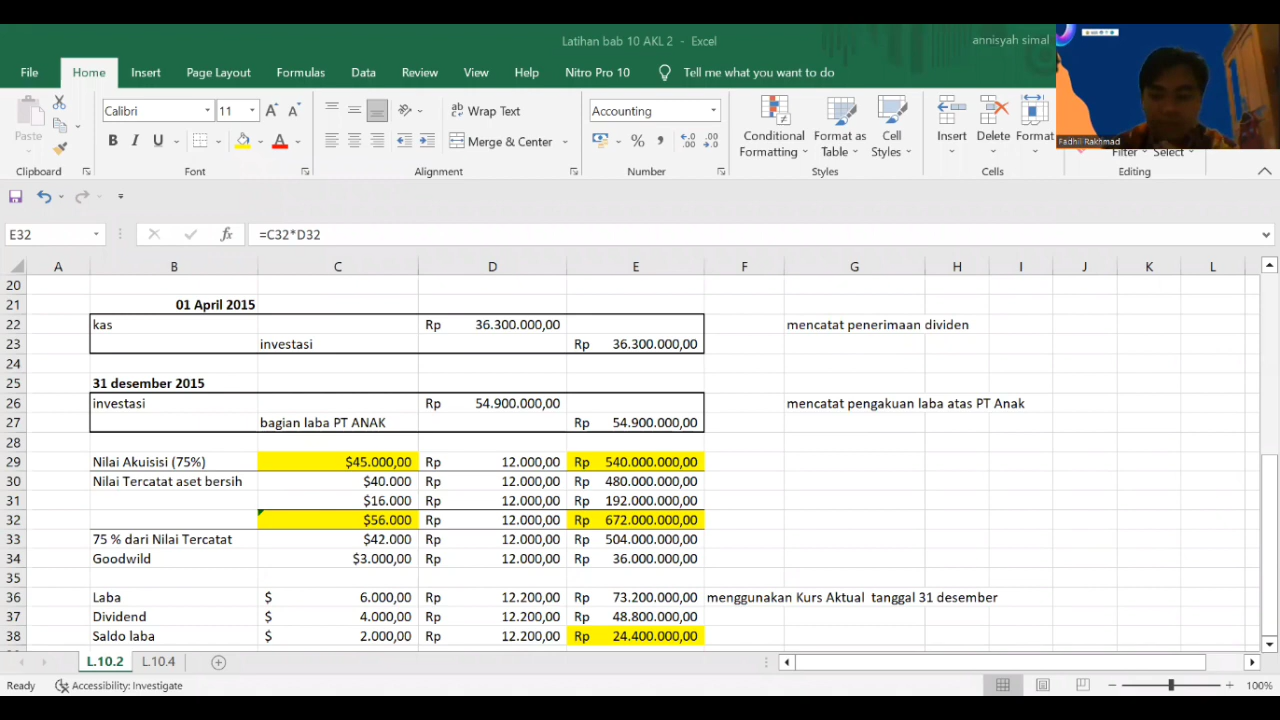 Latihan bab 10 AKL 2 - Excel
annisyah simal
File Home Insert Page Layout Formulas Data Review View Help Nitro Pro 10 Tell me what you want to do
Paste
Calibri 11
B I U
Wrap Text
Merge & Center
Accounting
Conditional Formatting
Format as Table
Cell Styles
Insert Delete Format
Fadhil Rakhmad
Filter Select
Clipboard Font Alignment Number Styles Cells Editing
E32 fx =C32*D32
A B C D E F G H I J K L
20
21 01 April 2015
22 kas Rp 36.300.000,00 mencatat penerimaan dividen
23 investasi Rp 36.300.000,00
24
25 31 desember 2015
26 investasi Rp 54.900.000,00 mencatat pengakuan laba atas PT Anak
27 bagian laba PT ANAK Rp 54.900.000,00
28
29 Nilai Akuisisi (75%) $45.000,00 Rp 12.000,00 Rp 540.000.000,00
30 Nilai Tercatat aset bersih $40.000 Rp 12.000,00 Rp 480.000.000,00
31 $16.000 Rp 12.000,00 Rp 192.000.000,00
32 $56.000 Rp 12.000,00 Rp 672.000.000,00
33 75 % dari Nilai Tercatat $42.000 Rp 12.000,00 Rp 504.000.000,00
34 Goodwild $3.000,00 Rp 12.000,00 Rp 36.000.000,00
35
36 Laba $ 6.000,00 Rp 12.200,00 Rp 73.200.000,00 menggunakan Kurs Aktual tanggal 31 desember
37 Dividend $ 4.000,00 Rp 12.200,00 Rp 48.800.000,00
38 Saldo laba $ 2.000,00 Rp 12.200,00 Rp 24.400.000,00
L.10.2 L.10.4
Ready Accessibility: Investigate 100%